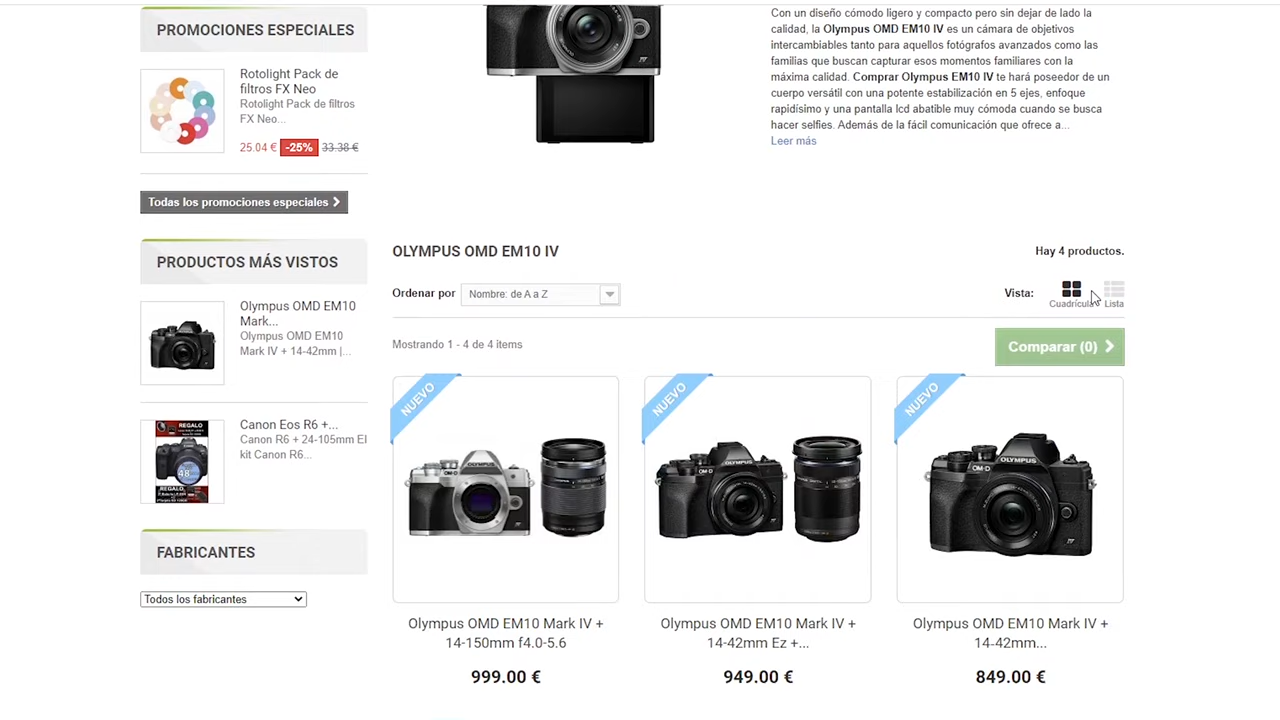 PROMOCIONES ESPECIALES
Rotolight Pack de
filtros FX Neo
Rotolight Pack de filtros
FX Neo...
25.04 € -25% 33.38 €
Todas los promociones especiales
PRODUCTOS MÁS VISTOS
Olympus OMD EM10
Mark...
Olympus OMD EM10
Mark IV + 14-42mm |...
Canon Eos R6 +...
Canon R6 + 24-105mm El
kit Canon R6...
REGALO
REGALO
FABRICANTES
Todos los fabricantes
Con un diseño cómodo ligero y compacto pero sin dejar de lado la
calidad, la Olympus OMD EM10 IV es un cámara de objetivos
intercambiables tanto para aquellos fotógrafos avanzados como las
familias que buscan capturar esos momentos familiares con la
máxima calidad. Comprar Olympus EM10 IV te hará poseedor de un
cuerpo versátil con una potente estabilización en 5 ejes, enfoque
rapidísimo y una pantalla lcd abatible muy cómoda cuando se busca
hacer selfies. Además de la fácil comunicación que ofrece a...
Leer más
OLYMPUS OMD EM10 IV
Hay 4 productos.
Ordenar por
Nombre: de A a Z
Vista:
Cuadrícula
Lista
Mostrando 1 - 4 de 4 items
Comparar (0)
NUEVO
NUEVO
NUEVO
OLYMPUS
OM-D
OLYMPUS
OM-D
OLYMPUS
OM-D
Olympus OMD EM10 Mark IV +
14-150mm f4.0-5.6
999.00 €
Olympus OMD EM10 Mark IV +
14-42mm Ez +...
949.00 €
Olympus OMD EM10 Mark IV +
14-42mm...
849.00 €